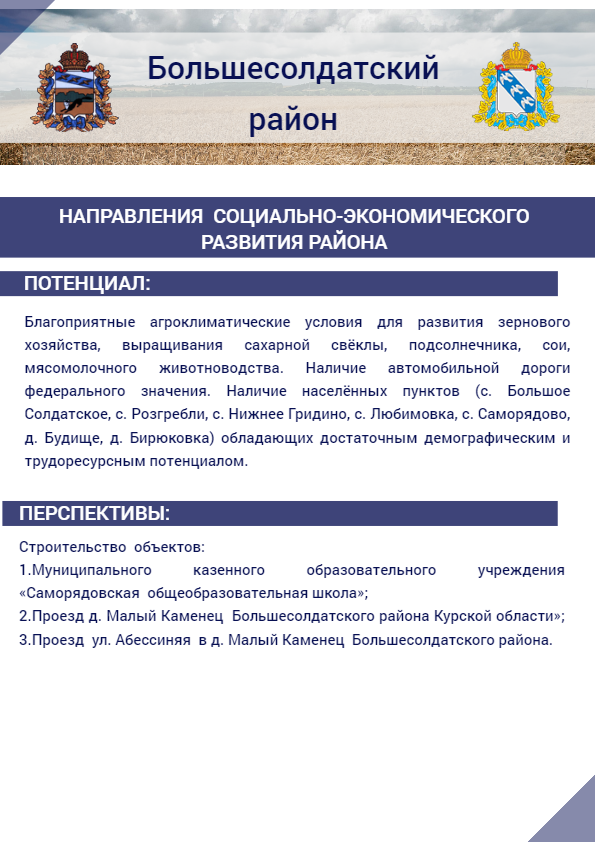 Большесолдатский
район
НАПРАВЛЕНИЯ СОЦИАЛЬНО-ЭКОНОМИЧЕСКОГО
РАЗВИТИЯ РАЙОНА
ПОТЕНЦИАЛ:
Благоприятные агроклиматические условия для развития зернового
хозяйства, выращивания сахарной свёклы, подсолнечника, сои,
мясомолочного животноводства. Наличие автомобильной дороги
федерального значения. Наличие населённых пунктов (с. Большое
Солдатское, с. Розгребли, с. Нижнее Гридино, с. Любимовка, с. Саморядово,
д. Будище, д. Бирюковка) обладающих достаточным демографическим и
трудоресурсным потенциалом.
ПЕРСПЕКТИВЫ:
Строительство объектов:
1.Муниципального казенного образовательного учреждения
«Саморядовская общеобразовательная школа»;
2.Проезд д. Малый Каменец Большесолдатского района Курской области»;
3.Проезд ул. Абессиняя в д. Малый Каменец Большесолдатского района.